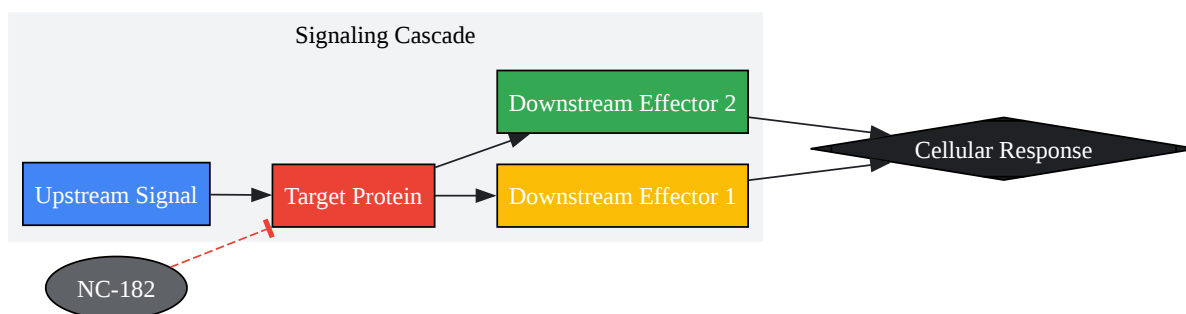 Signaling Cascade
Downstream Effector 2
Cellular Response
Upstream Signal
Target Protein
Downstream Effector 1
NC-182